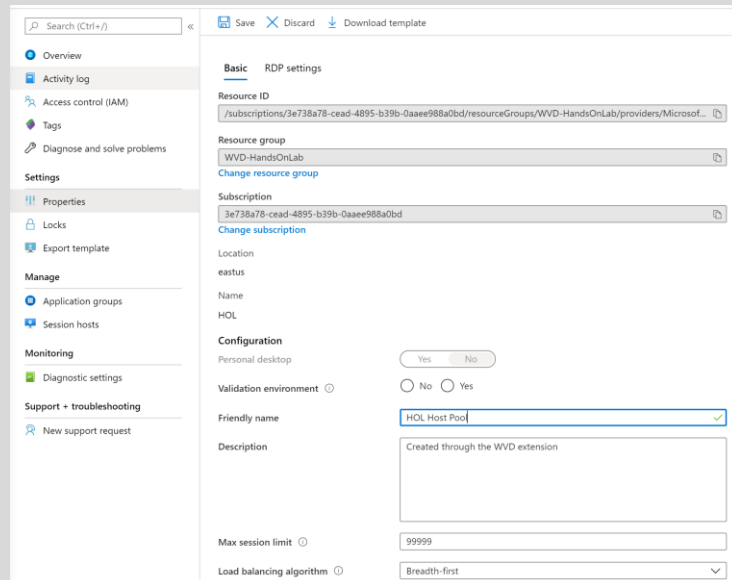 Search (Ctrl+/)
«
Overview
Activity log
Access control (IAM)
Tags
Diagnose and solve problems
Settings
Properties
Locks
Export template
Manage
Application groups
Session hosts
Monitoring
Diagnostic settings
Support + troubleshooting
New support request
Save Discard Download template
Basic RDP settings
Resource ID
/subscriptions/3e738a78-cead-4895-b39b-0aaee988a0bd/resourceGroups/WVD-HandsOnLab/providers/Microsof...
Resource group
WVD-HandsOnLab
Change resource group
Subscription
3e738a78-cead-4895-b39b-0aaee988a0bd
Change subscription
Location
eastus
Name
HOL
Configuration
Personal desktop Yes No
Validation environment No Yes
Friendly name HOL Host Pool
Description Created through the WVD extension
Max session limit 99999
Load balancing algorithm Breadth-first